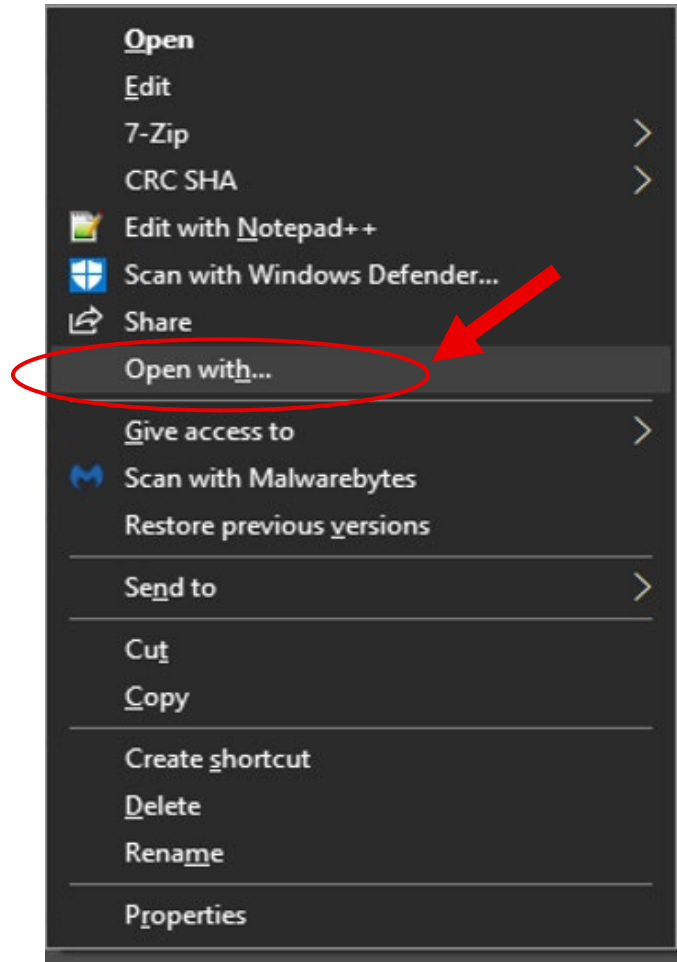 Open
Edit
7-Zip
CRC SHA
Edit with Notepad++
Scan with Windows Defender...
Share
Open with...
Give access to
Scan with Malwarebytes
Restore previous versions
Send to
Cut
Copy
Create shortcut
Delete
Rename
Properties